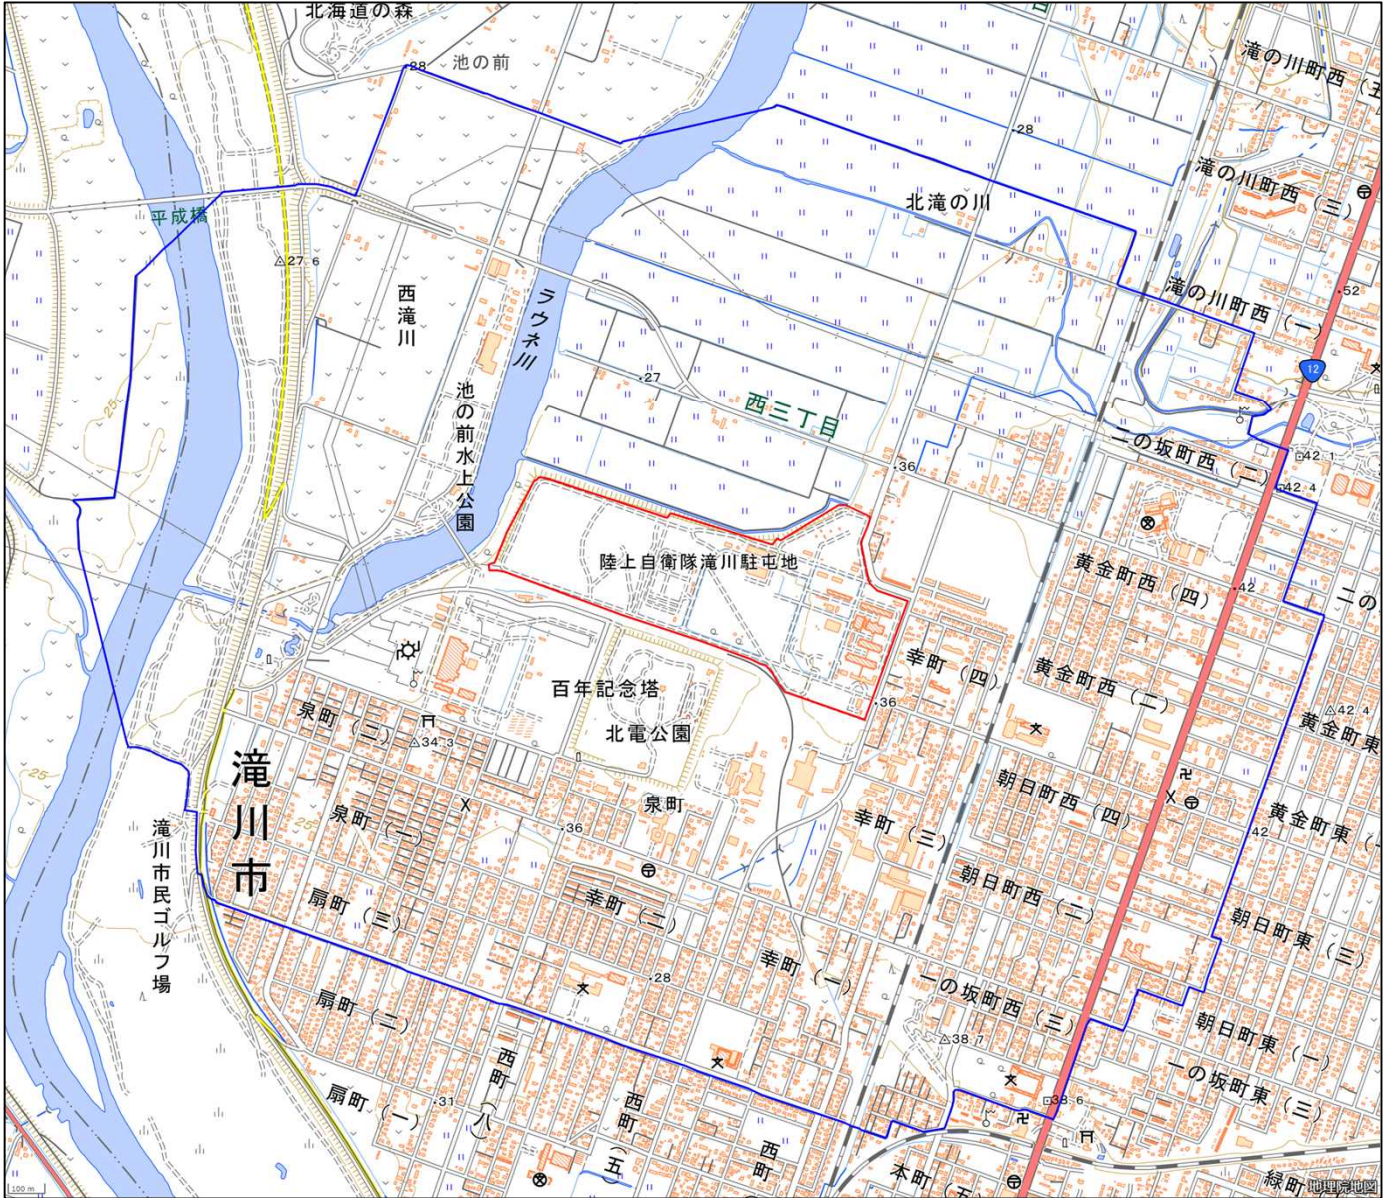 北海道の森
28
池の前
滝の川町西（五
28
滝の川町西（三）
北滝の川
平成橋
27.6
滝の川町西（一）
52
12
西滝川
ラウネ川
27
池の前水上公園
西三丁目
二の坂町西（二）
42.1
42.4
36
25
陸上自衛隊滝川駐屯地
黄金町西（四）
42
二の
幸町（四）
黄金町西（二）
百年記念塔
36
泉町（三）
42.4
黄金町東
北電公園
34.3
25
滝川市
朝日町西（四）
泉町
泉町（一）
25
36
幸町（三）
42
黄金町東（
滝川市民ゴルフ場
扇町（三）
幸町（二）
朝日町西（二）
朝日町東（三）
28
幸町（一）
扇町（二）
一の坂町西（三）
38.7
朝日町東（一）
西町（八）
扇町（一）
31
西町（五
38.6
一の坂町東（三）
西町
本町（五
緑町
100 m
地理院地図